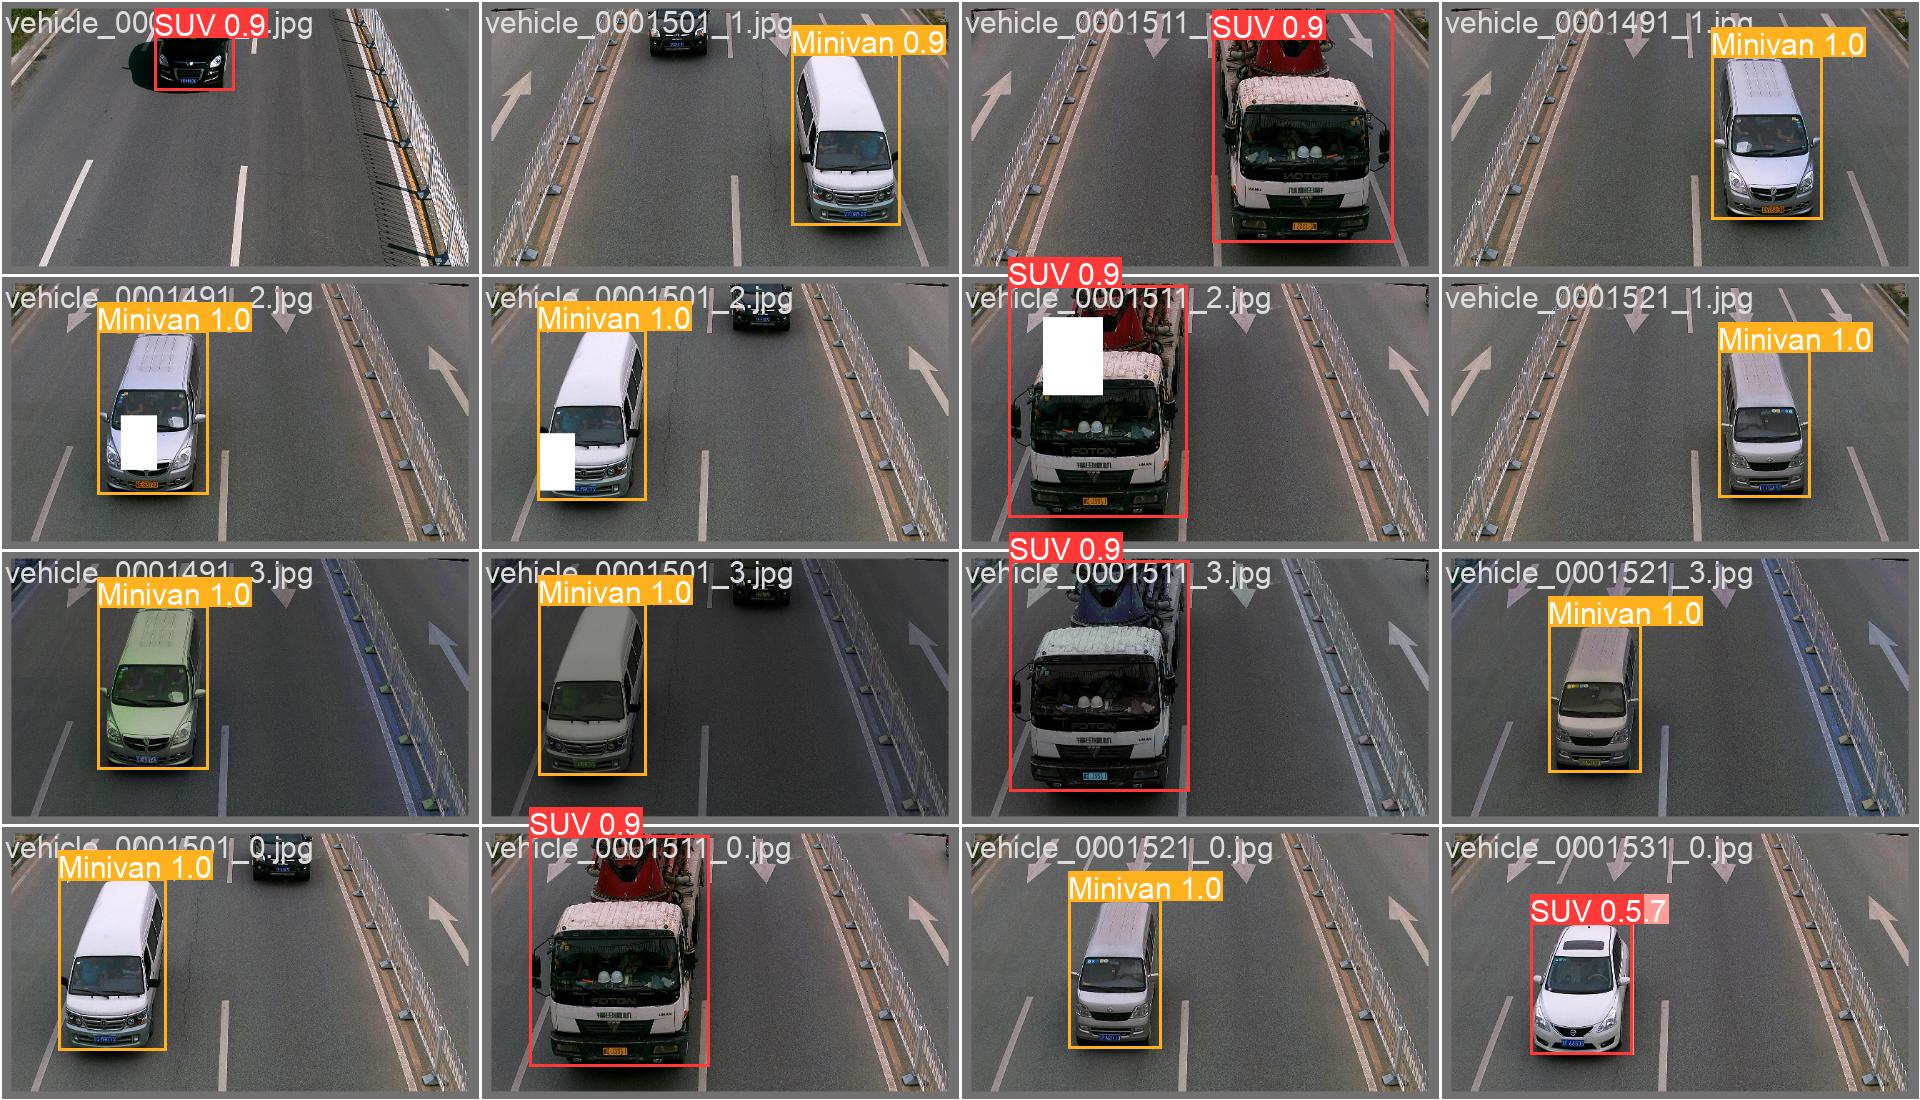 vehicle_000
SUV 0.9
.jpg
vehicle_0001501_1.jpg
Minivan 0.9
vehicle_0001511_
SUV 0.9
vehicle_0001491_1.jpg
Minivan 1.0
vehicle_0001491_2.jpg
Minivan 1.0
vehicle_0001501_2.jpg
Minivan 1.0
SUV 0.9
vehicle_0001511_2.jpg
FOTON
vehicle_0001521_1.jpg
Minivan 1.0
vehicle_0001491_3.jpg
Minivan 1.0
vehicle_0001501_3.jpg
Minivan 1.0
SUV 0.9
vehicle_0001511_3.jpg
FOTON
vehicle_0001521_3.jpg
Minivan 1.0
vehicle_0001501_0.jpg
Minivan 1.0
SUV 0.9
vehicle_0001511_0.jpg
FOTON
vehicle_0001521_0.jpg
Minivan 1.0
vehicle_0001531_0.jpg
SUV 0.5.7